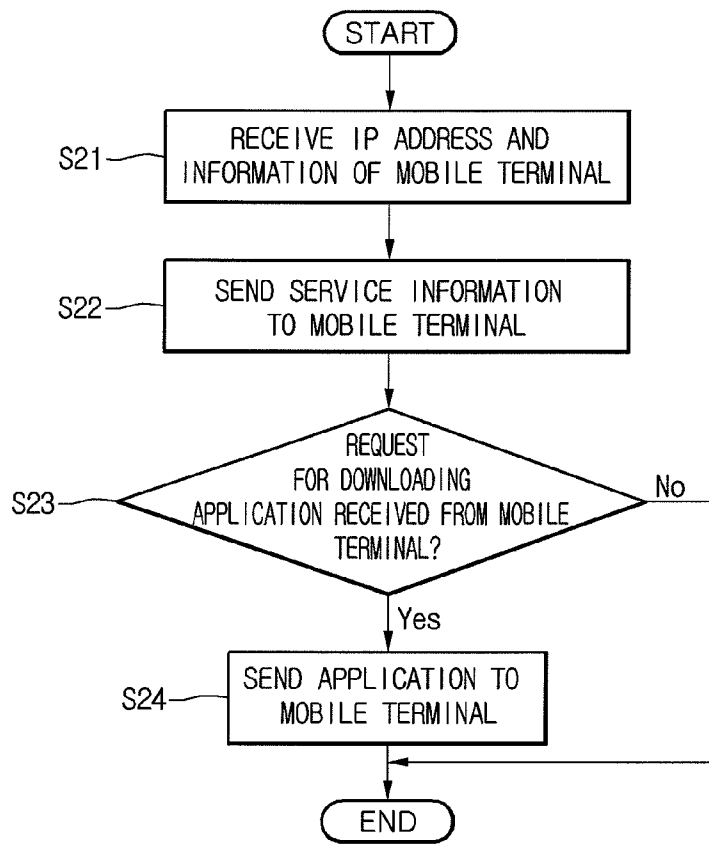 START
S21
RECEIVE IP ADDRESS AND
INFORMATION OF MOBILE TERMINAL
S22
SEND SERVICE INFORMATION
TO MOBILE TERMINAL
S23
REQUEST
FOR DOWNLOADING
APPLICATION RECEIVED FROM MOBILE
TERMINAL?
No
Yes
S24
SEND APPLICATION TO
MOBILE TERMINAL
END